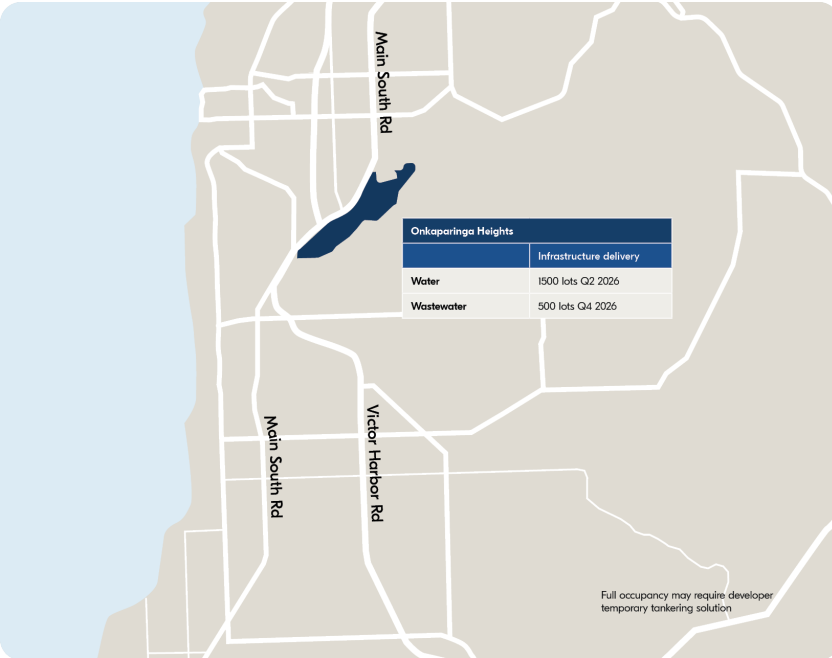 Main South Rd
Onkaparinga Heights
Infrastructure delivery
Water 1500 lots Q2 2026
Wastewater 500 lots Q4 2026
Main South Rd
Victor Harbor Rd
Full occupancy may require developer
temporary tankering solution